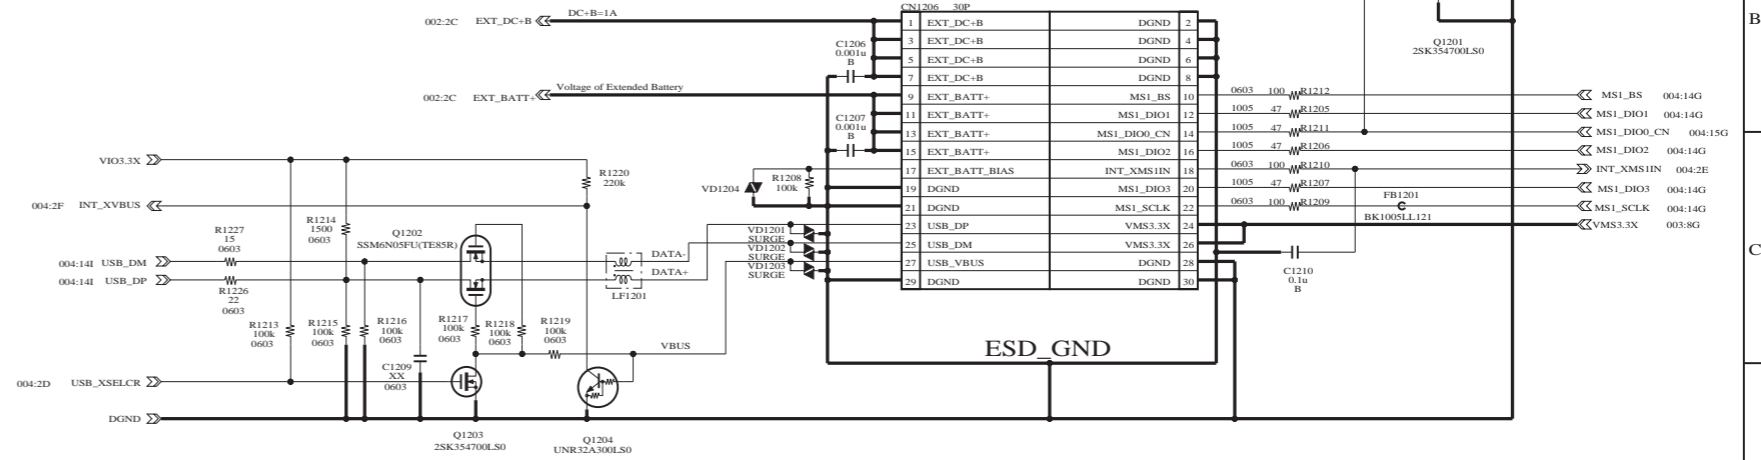 CN1206 30P
002:2C EXT_DC+B DC+B=1A
1 EXT_DC+B DGND 2
3 EXT_DC+B DGND 4
5 EXT_DC+B DGND 6
7 EXT_DC+B DGND 8
9 EXT_BATT+ MS1_BS 10
11 EXT_BATT+ MS1_DIO1 12
13 EXT_BATT+ MS1_DIO0_CN 14
15 EXT_BATT+ MS1_DIO2 16
17 EXT_BATT_BIAS INT_XMS1IN 18
19 DGND MS1_DIO3 20
21 DGND MS1_SCLK 22
23 USB_DP VMS3.3X 24
25 USB_DM VMS3.3X 26
27 USB_VBUS DGND 28
29 DGND DGND 30
C1206
0.001u
B
002:2C EXT_BATT+ Voltage of Extended Battery
C1207
0.001u
B
B
Q1201
2SK354700LS0
0603 100 R1212 MS1_BS 004:14G
1005 47 R1205 MS1_DIO1 004:14G
1005 47 R1211 MS1_DIO0_CN 004:15G
1005 47 R1206 MS1_DIO2 004:14G
0603 100 R1210 INT_XMS1IN 004:2E
1005 47 R1207 MS1_DIO3 004:14G
FB1201
0603 100 R1209 MS1_SCLK 004:14G
BK1005LL121
VMS3.3X 003:8G
C
C1210
0.1u
B
VIO3.3X
R1220
220k
VD1204
R1208
100k
004:2F INT_XVBUS
R1214
1500
0603
R1227
15
0603
Q1202
SSM6N05FU(TE85R)
VD1201
SURGE
VD1202
SURGE
VD1203
SURGE
DATA-
DATA+
004:14I USB_DM
004:14I USB_DP
R1226
22
0603
LF1201
R1213
100k
0603
R1215
100k
0603
R1216
100k
0603
R1217
100k
0603
R1218
100k
0603
R1219
100k
0603
VBUS
ESD_GND
C1209
XX
0603
004:2D USB_XSELCR
DGND
Q1203
2SK354700LS0
Q1204
UNR32A300LS0